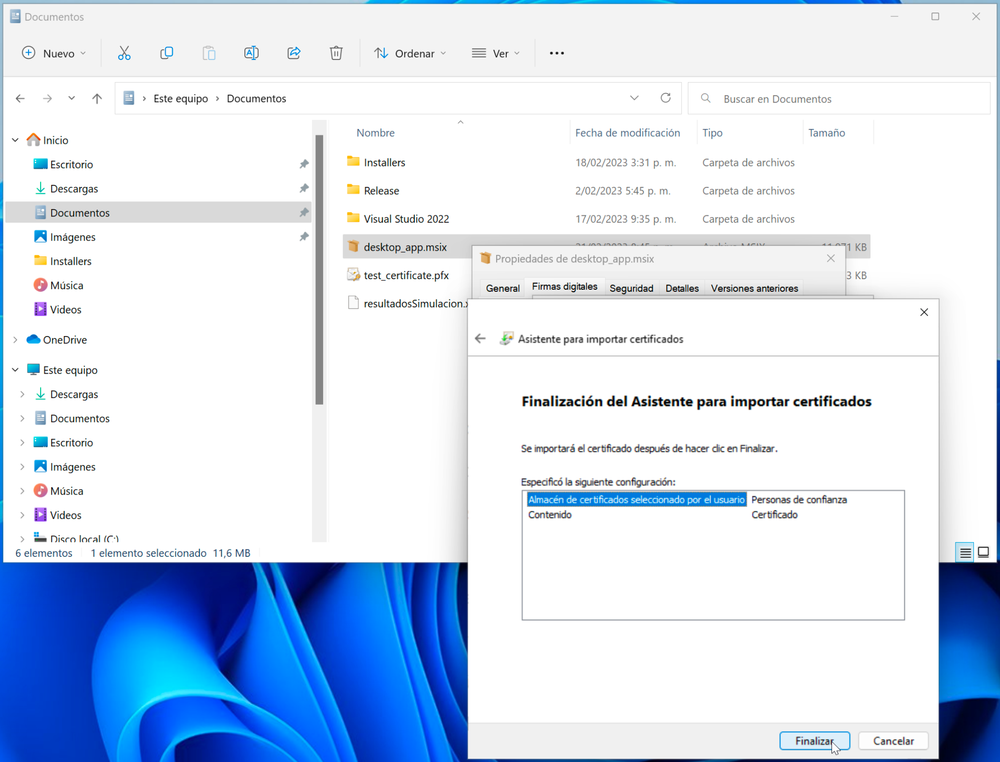 Documentos
Nuevo
Ordenar
Ver
Este equipo > Documentos
Buscar en Documentos
Nombre Fecha de modificación Tipo Tamaño
Inicio
Escritorio
Descargas
Documentos
Imágenes
Installers
Música
Videos
OneDrive
Este equipo
Descargas
Documentos
Escritorio
Imágenes
Música
Videos
Disco local (C:)
Installers 18/02/2023 3:31 p. m. Carpeta de archivos
Release 2/02/2023 5:45 p. m. Carpeta de archivos
Visual Studio 2022 17/02/2023 9:35 p. m. Carpeta de archivos
desktop_app.msix KB
test_certificate.pfx KB
resultadosSimulacion.x
Propiedades de desktop_app.msix
General Firmas digitales Seguridad Detalles Versiones anteriores
Asistente para importar certificados
Finalización del Asistente para importar certificados
Se importará el certificado después de hacer clic en Finalizar.
Especificó la siguiente configuración:
Almacén de certificados seleccionado por el usuario Personas de confianza
Contenido Certificado
Finalizar Cancelar
6 elementos 1 elemento seleccionado 11,6 MB